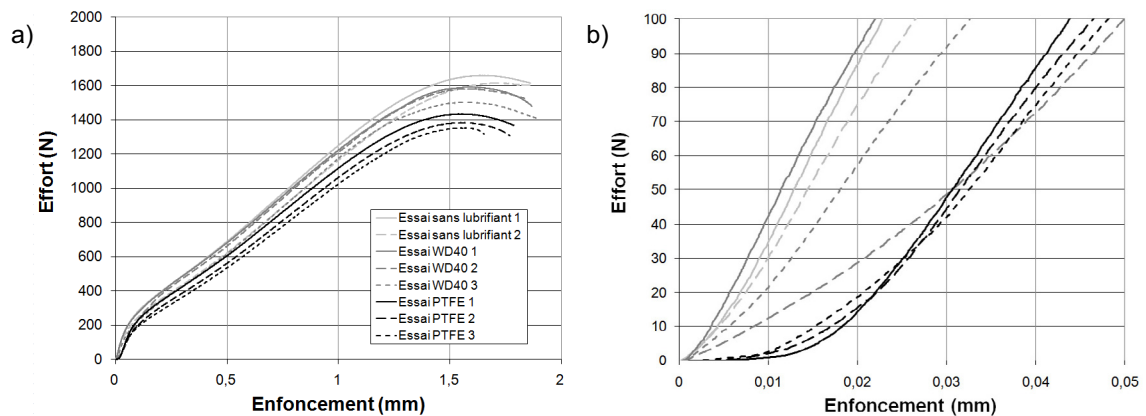 a)
Effort (N)
2000
1800
1600
1400
1200
1000
800
600
400
200
0
0
0,5
1
1,5
2
Enfoncement (mm)
Essai sans lubrifiant 1
Essai sans lubrifiant 2
Essai WD40 1
Essai WD40 2
Essai WD40 3
Essai PTFE 1
Essai PTFE 2
Essai PTFE 3
b)
Effort (N)
100
90
80
70
60
50
40
30
20
10
0
0
0,01
0,02
0,03
0,04
0,05
Enfoncement (mm)